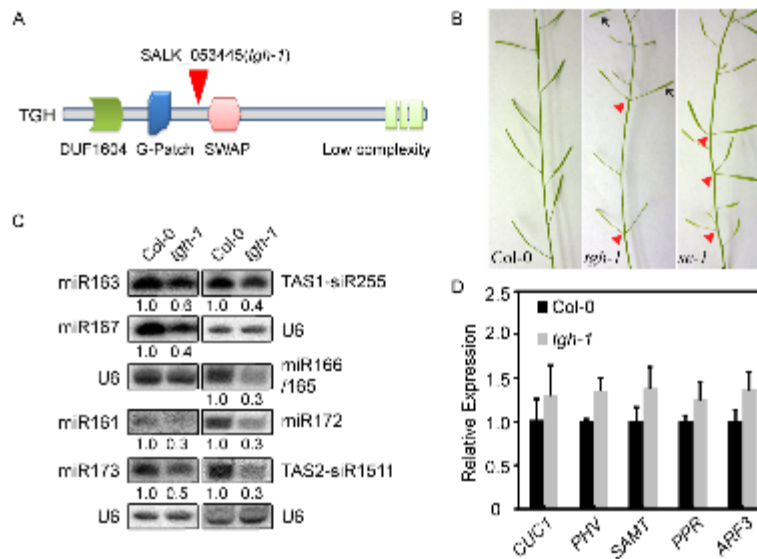 A
SALK_053445(tgh-1)
TGH
DUF1604 G-Patch SWAP Low complexity
B
Col-0 tgh-1 se-1
C
Col-0 tgh-1 Col-0 tgh-1
miR163 TAS1-siR255
1.0 0.6 1.0 0.4
miR167 U6
1.0 0.4
U6 miR166
/165
1.0 0.3
miR161 miR172
1.0 0.3 1.0 0.3
miR173 TAS2-siR1511
1.0 0.5 1.0 0.3
U6 U6
D
Relative Expression
2.5
2.0
1.5
1.0
0.5
0
Col-0
tgh-1
CUC1 PHV SAMT PPR ARF3